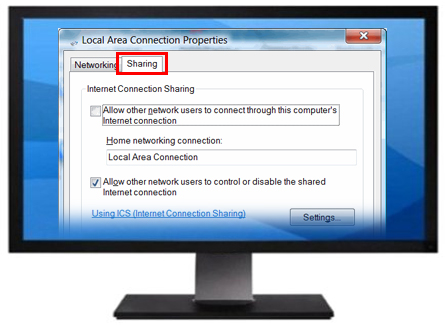 Local Area Connection Properties
Networking Sharing
Internet Connection Sharing
Allow other network users to connect through this computer's
Internet connection
Home networking connection:
Local Area Connection
Allow other network users to control or disable the shared
Internet connection
Using ICS (Internet Connection Sharing)
Settings...